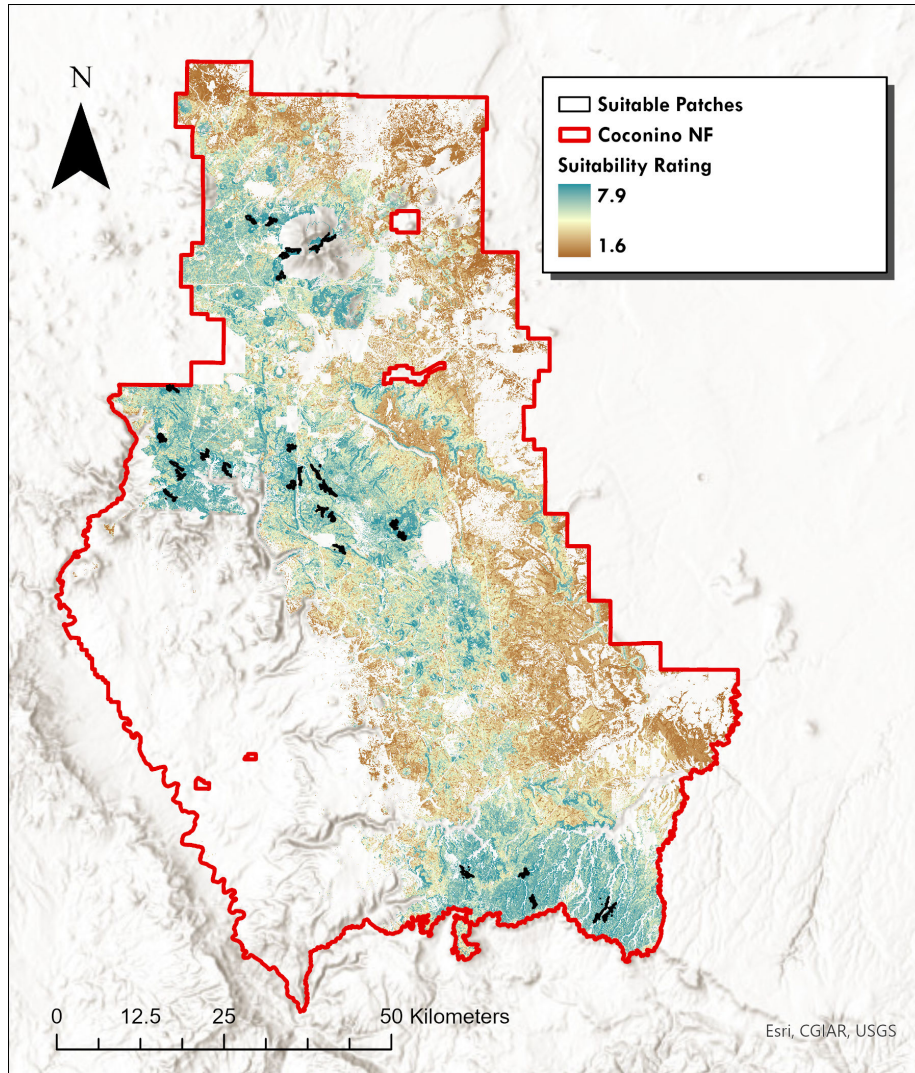 N
Suitable Patches
Coconino NF
Suitability Rating
7.9
1.6
0 12.5 25 50 Kilometers
Esri, CGIAR, USGS